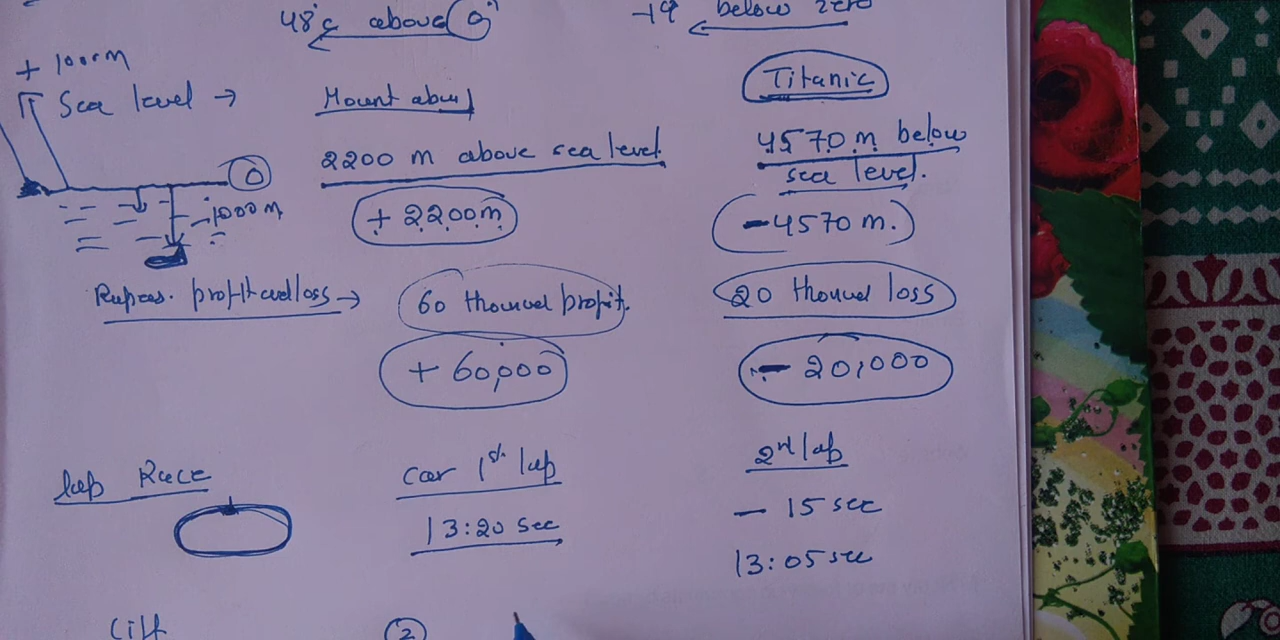 48°c above 0°
below zero
+ 1000m
Sea level → Mount abu Titanic
2200 m above sea level 4570 m below
sea level.
0
-1000 m
+ 2200m - 4570 m.
Rupees. profit and loss → 60 thousand profit. 20 thousand loss
+ 60,000 - 20,000
lap Race car 1st lap 2nd lap
13:20 sec - 15 sec
13:05 sec
Lift 2